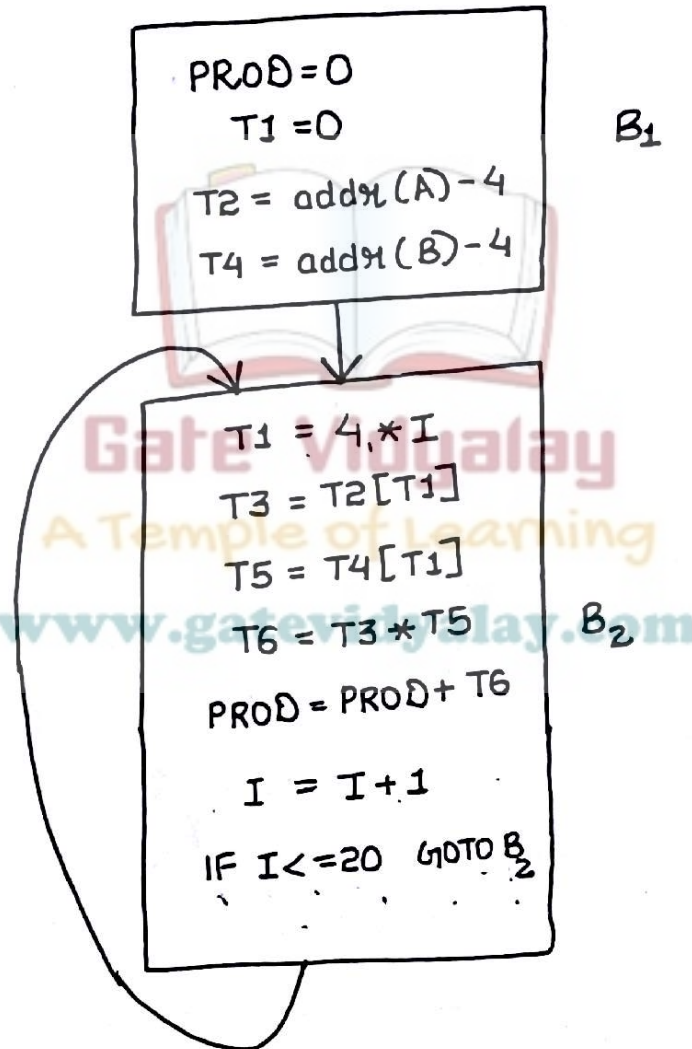 PROD=0
T1 =0
B1
T2 = addr(A)-4
T4 = addr(B)-4
T1 = 4 * I
T3 = T2[T1]
T5 = T4[T1]
T6 = T3 * T5
B2
PROD = PROD + T6
I = I + 1
IF I<=20 GOTO B2
Gate Vidyalay
A Temple of Learning
www.gatevidyalay.com